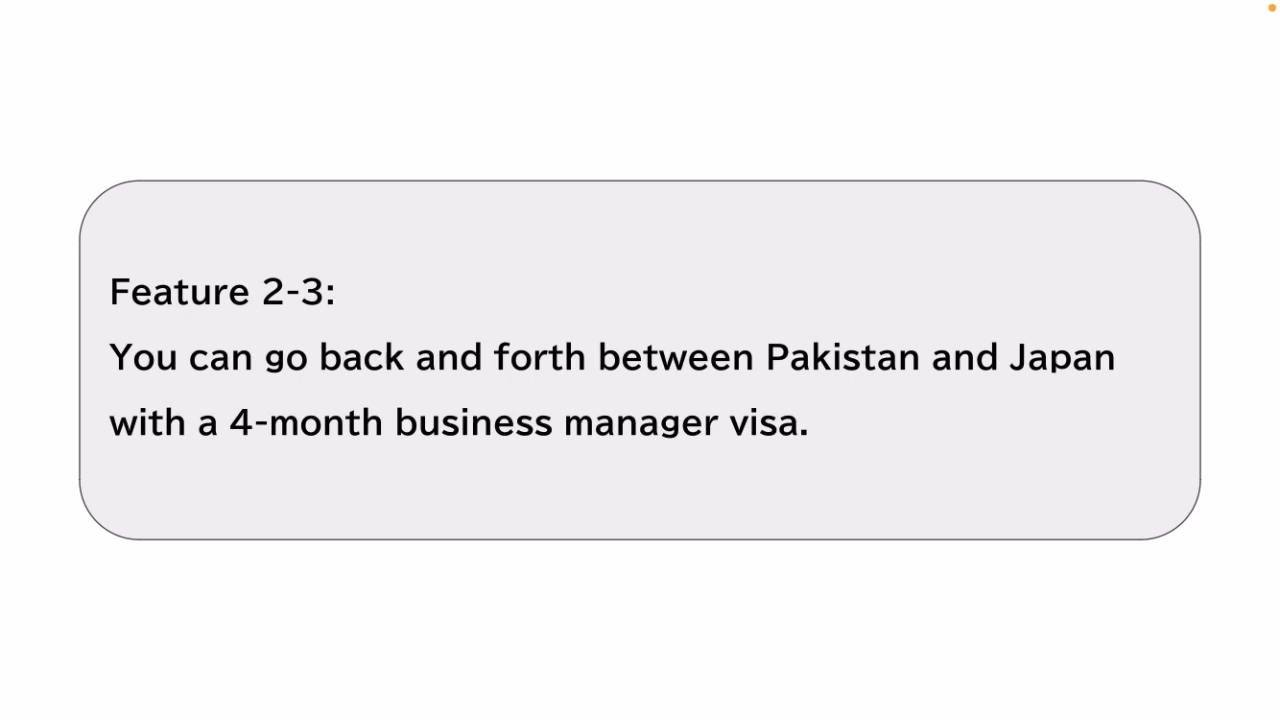 Feature 2-3:
You can go back and forth between Pakistan and Japan
with a 4-month business manager visa.